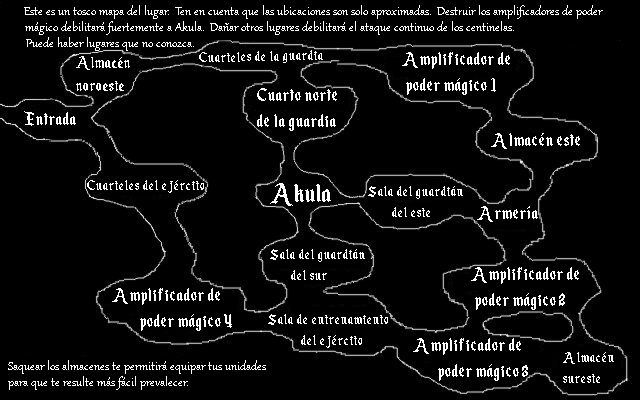 Este es un tosco mapa del lugar. Ten en cuenta que las ubicaciones son solo aproximadas. Destruir los amplificadores de poder
mágico debilitará fuertemente a Akula. Dañar otros lugares debilitará el ataque continuo de los centinelas.
Puede haber lugares que no conozca.
Almacén
noroeste
Cuarteles de la guardia
Amplificador de
poder mágico 1
Entrada
Cuarto norte
de la guardia
Almacén este
Cuarteles del ejército
Akula
Sala del guardián
del este
Armería
Sala del guardián
del sur
Amplificador de
poder mágico 2
Amplificador de
poder mágico 4
Sala de entrenamiento
del ejército
Amplificador de
poder mágico 3
Almacén
sureste
Saquear los almacenes te permitirá equipar tus unidades
para que te resulte más fácil prevalecer.